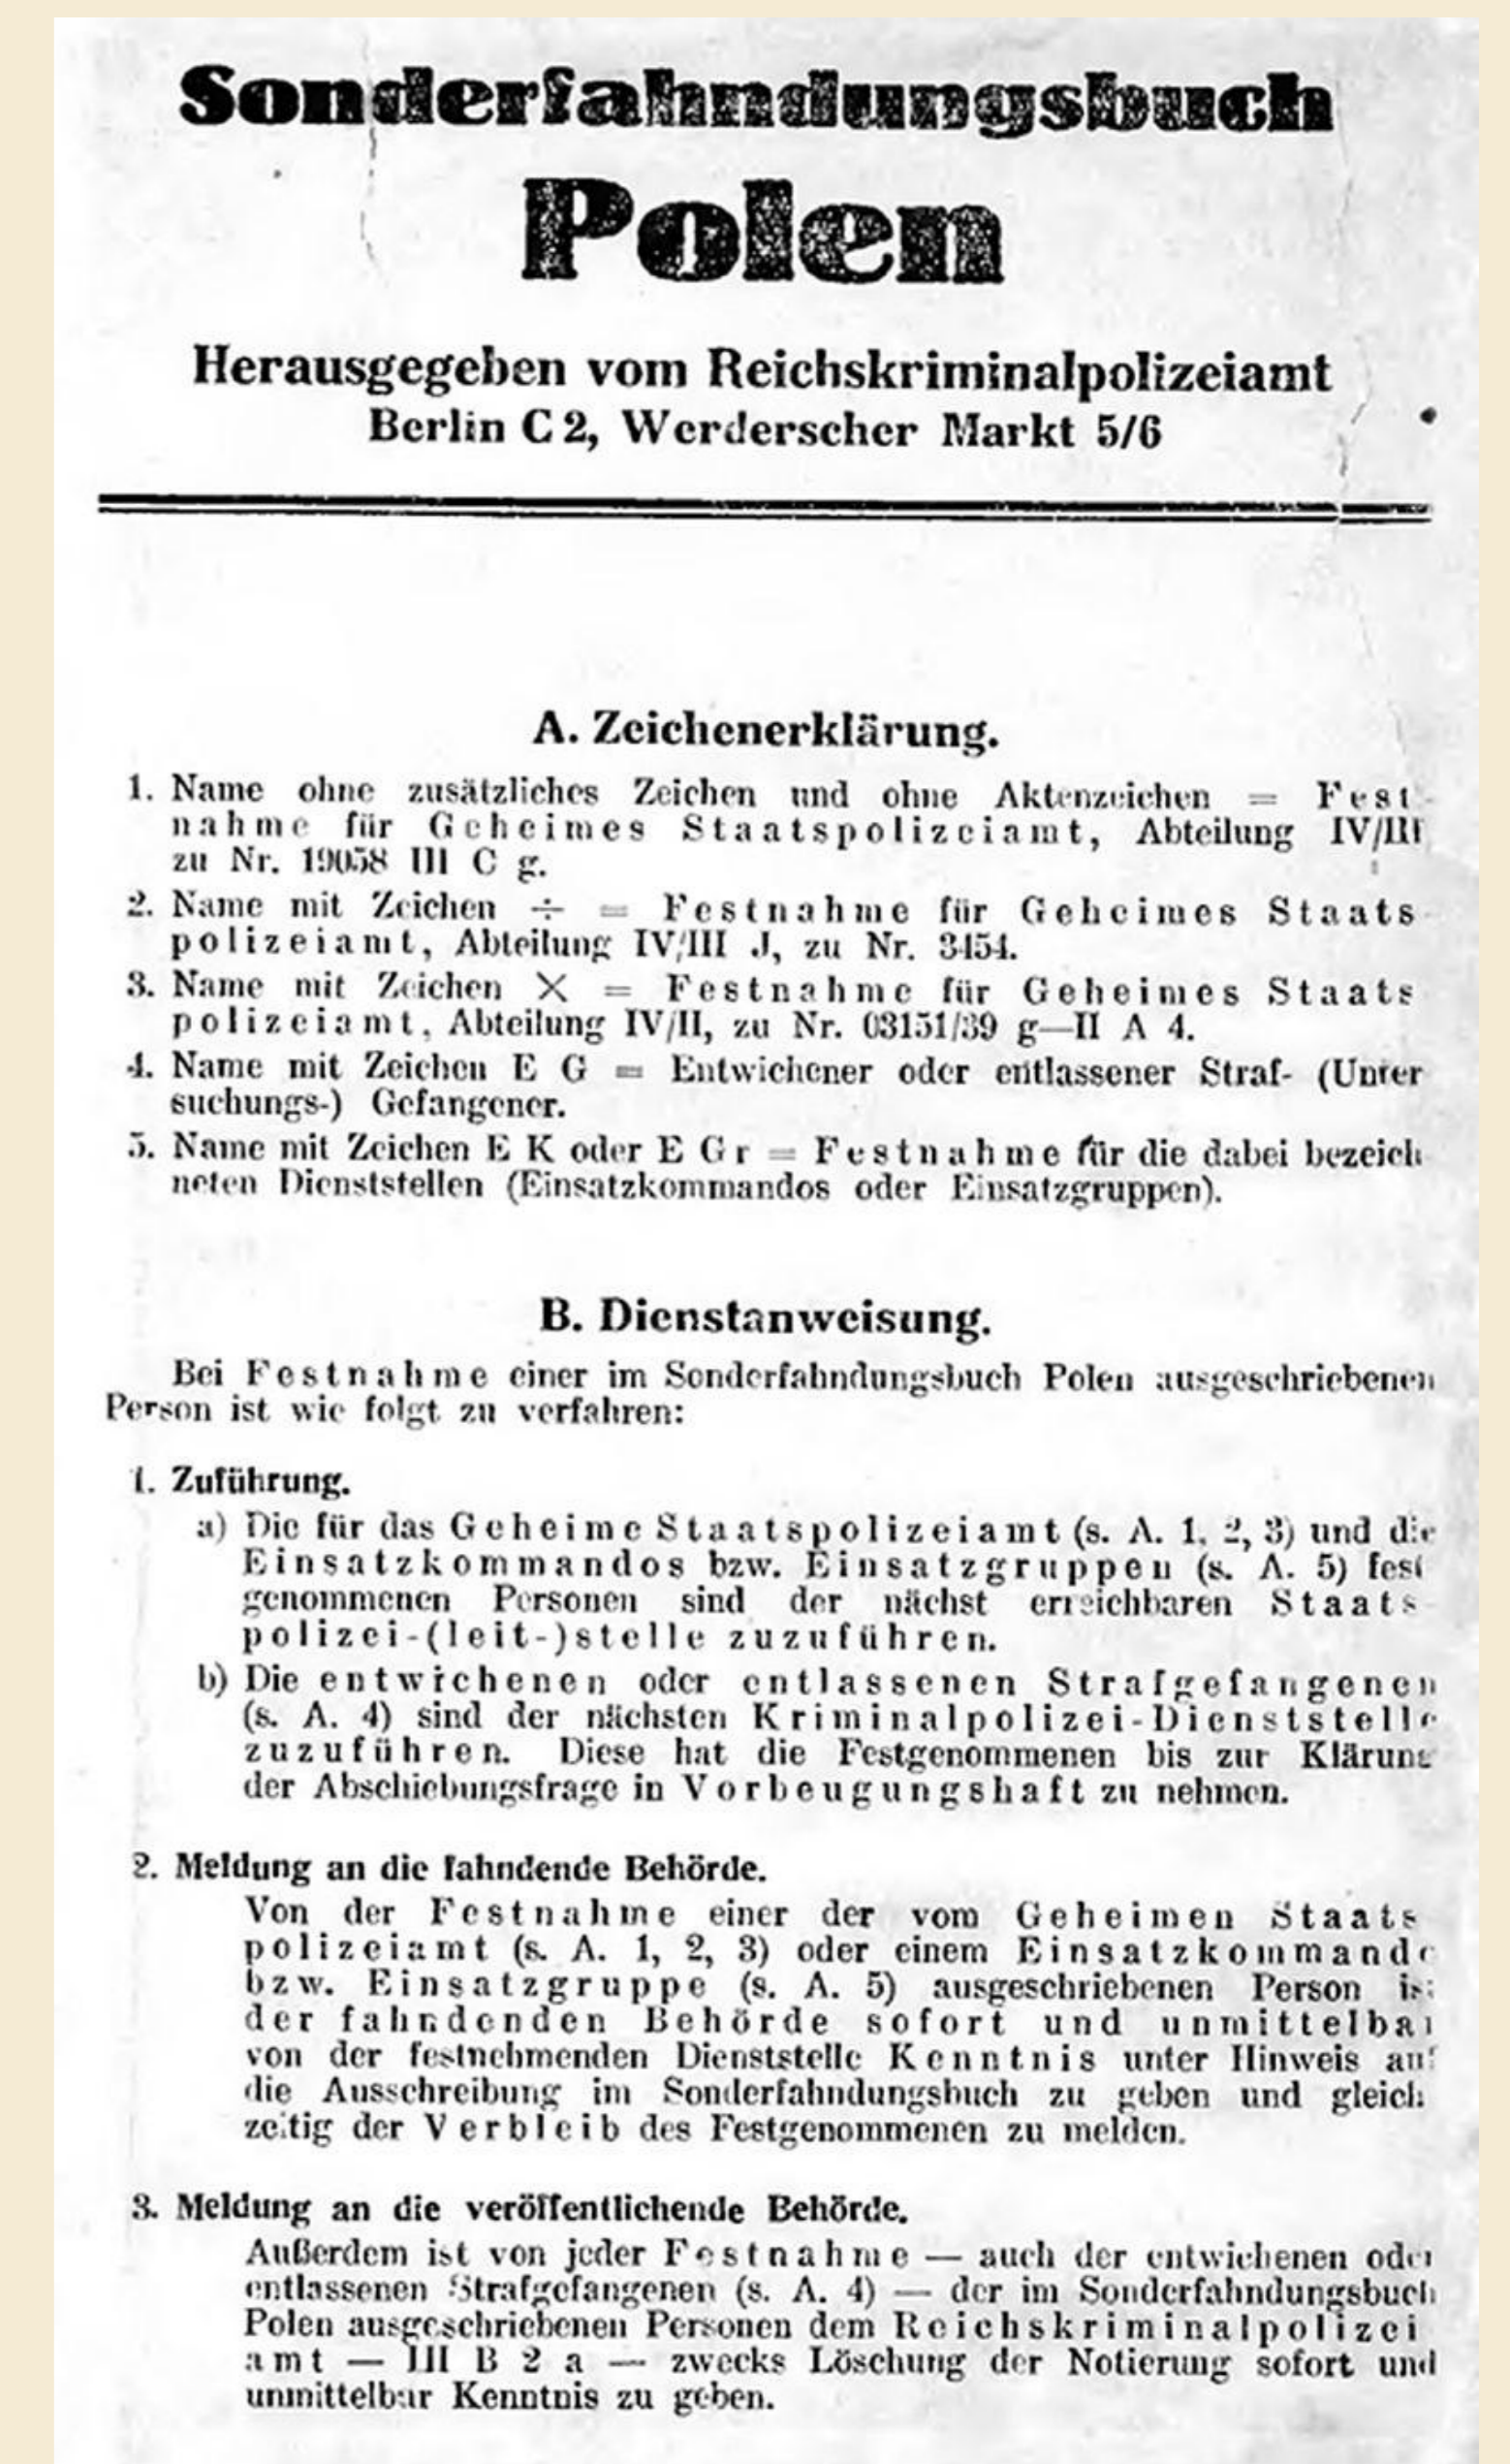 Sonderfahndungsbuch
Polen
Herausgegeben vom Reichskriminalpolizeiamt
Berlin C 2, Werderscher Markt 5/6
A. Zeichenerklärung.
1. Name ohne zusätzliches Zeichen und ohne Aktenzeichen = Fest-
nahme für Geheimes Staatspolizeiamt, Abteilung IV/III
zu Nr. 19058 III C g.
2. Name mit Zeichen ÷ = Festnahme für Geheimes Staats-
polizeiamt, Abteilung IV/III J, zu Nr. 3454.
3. Name mit Zeichen × = Festnahme für Geheimes Staats
polizeiamt, Abteilung IV/II, zu Nr. 03151/39 g—II A 4.
4. Name mit Zeichen E G = Entwichener oder entlassener Straf- (Unter
suchungs-) Gefangener.
5. Name mit Zeichen E K oder E Gr = Festnahme für die dabei bezeich
neten Dienststellen (Einsatzkommandos oder Einsatzgruppen).
B. Dienstanweisung.
Bei Festnahme einer im Sonderfahndungsbuch Polen ausgeschriebenen
Person ist wie folgt zu verfahren:
1. Zuführung.
a) Die für das Geheime Staatspolizeiamt (s. A. 1, 2, 3) und die
Einsatzkommandos bzw. Einsatzgruppen (s. A. 5) fest
genommenen Personen sind der nächst erreichbaren Staats
polizei-(leit-)stelle zuzuführen.
b) Die entwichenen oder entlassenen Strafgefangenen
(s. A. 4) sind der nächsten Kriminalpolizei-Dienststelle
zuzuführen. Diese hat die Festgenommenen bis zur Klärung
der Abschiebungsfrage in Vorbeugungshaft zu nehmen.
2. Meldung an die fahndende Behörde.
Von der Festnahme einer der vom Geheimen Staats
polizeiamt (s. A. 1, 2, 3) oder einem Einsatzkommando
bzw. Einsatzgruppe (s. A. 5) ausgeschriebenen Person ist
der fahndenden Behörde sofort und unmittelbar
von der festnehmenden Dienststelle Kenntnis unter Hinweis auf
die Ausschreibung im Sonderfahndungsbuch zu geben und gleich
zeitig der Verbleib des Festgenommenen zu melden.
3. Meldung an die veröffentlichende Behörde.
Außerdem ist von jeder Festnahme — auch der entwichenen oder
entlassenen Strafgefangenen (s. A. 4) — der im Sonderfahndungsbuch
Polen ausgeschriebenen Personen dem Reichskriminalpolizei
amt — III B 2 a — zwecks Löschung der Notierung sofort und
unmittelbar Kenntnis zu geben.